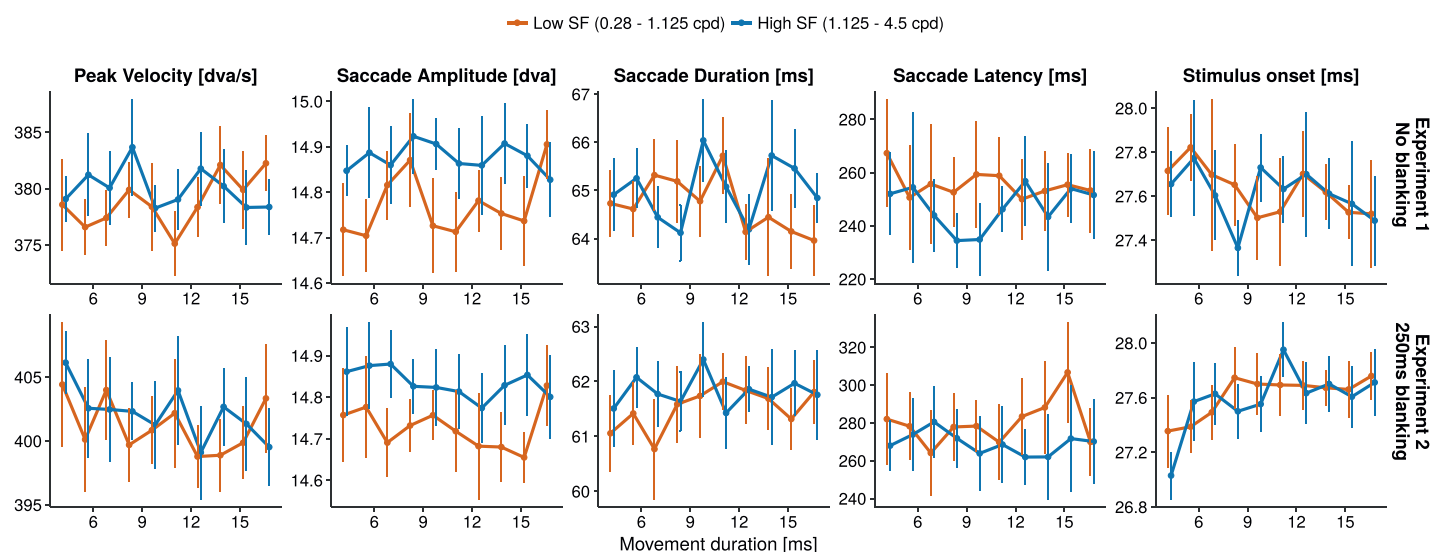 Low SF (0.28 - 1.125 cpd) High SF (1.125 - 4.5 cpd)
Peak Velocity [dva/s] Saccade Amplitude [dva] Saccade Duration [ms] Saccade Latency [ms] Stimulus onset [ms]
385
380
375
6 9 12 15
15.0
14.9
14.8
14.7
14.6
6 9 12 15
67
66
65
64
6 9 12 15
280
260
240
220
6 9 12 15
28.0
27.8
27.6
27.4
6 9 12 15
Experiment 1
No blanking
405
400
395
6 9 12 15
14.9
14.8
14.7
14.6
6 9 12 15
63
62
61
60
6 9 12 15
320
300
280
260
240
6 9 12 15
28.0
27.6
27.2
26.8
6 9 12 15
Experiment 2
250ms blanking
Movement duration [ms]